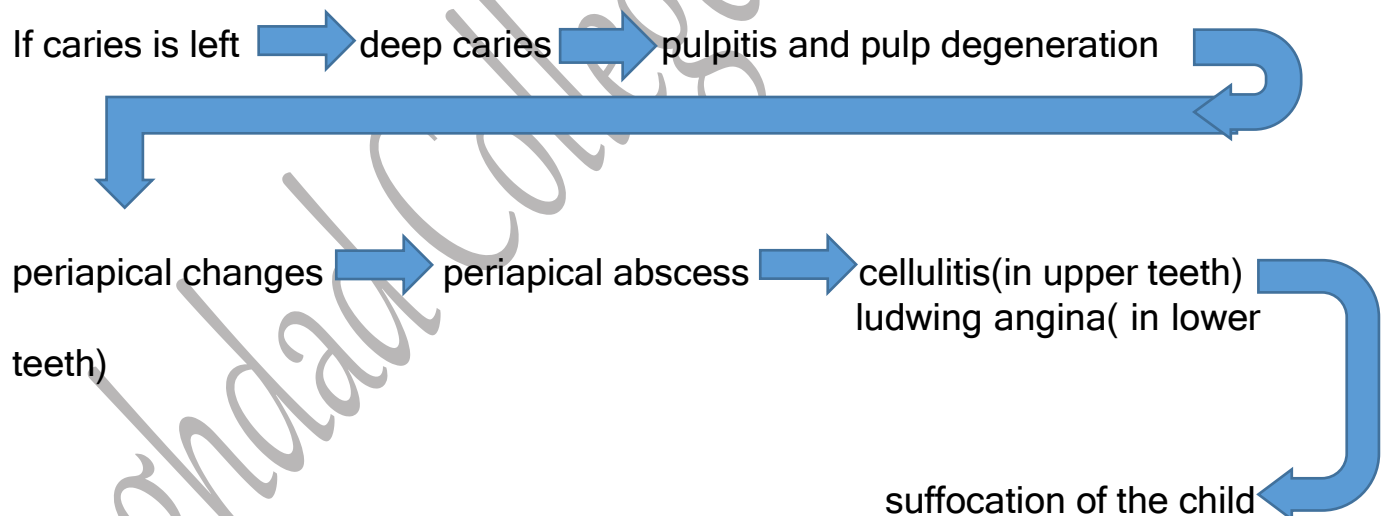 If caries is left deep caries pulpitis and pulp degeneration
periapical changes periapical abscess cellulitis(in upper teeth)
ludwing angina( in lower
teeth)
suffocation of the child